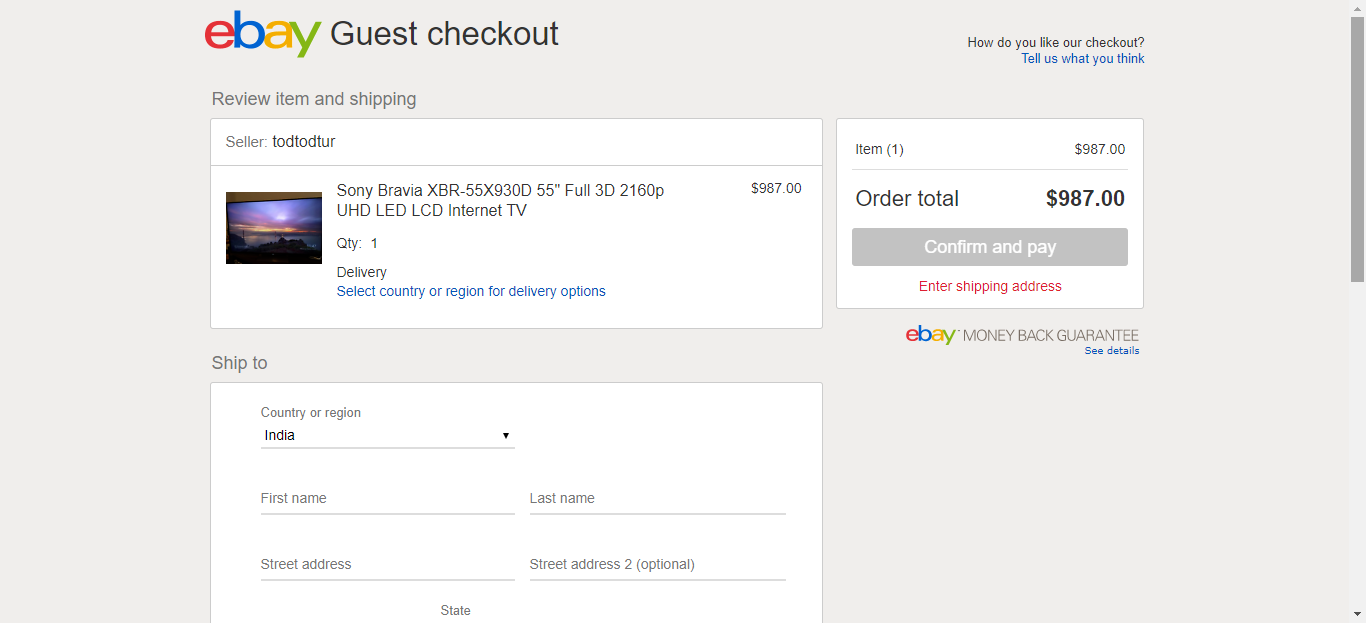 ebay Guest checkout
How do you like our checkout?
Tell us what you think
Review item and shipping
Seller: todtodtur
Sony Bravia XBR-55X930D 55" Full 3D 2160p
UHD LED LCD Internet TV
$987.00
Qty: 1
Delivery
Select country or region for delivery options
Item (1) $987.00
Order total $987.00
Confirm and pay
Enter shipping address
ebay™ MONEY BACK GUARANTEE
See details
Ship to
Country or region
India
First name Last name
Street address Street address 2 (optional)
State